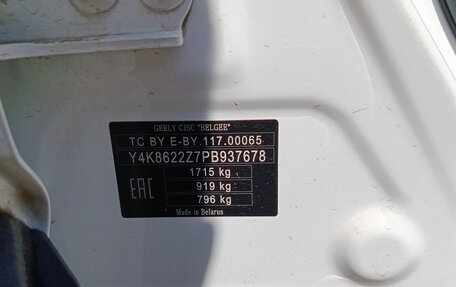 GEELY CJSC "BELGEE"
TC BY E-BY.117.00065
Y4K8622Z7PB937678
1715 kg
EAC 919 kg
796 kg
Made in Belarus